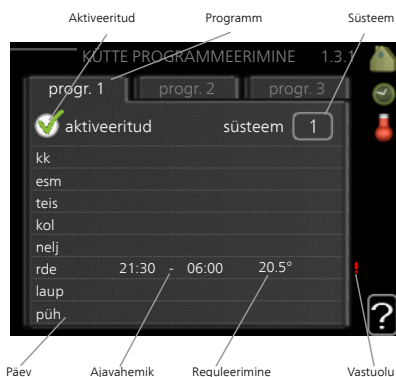 Aktiveeritud Programm Süsteem
KÜTTE PROGRAMMEERIMINE 1.3.1
progr. 1 progr. 2 progr. 3
aktiveeritud süsteem 1
kk
esm
teis
kol
nelj
rde 21:30 - 06:00 20.5° !
laup
püh
?
Päev Ajavahemik Reguleerimine Vastuolu